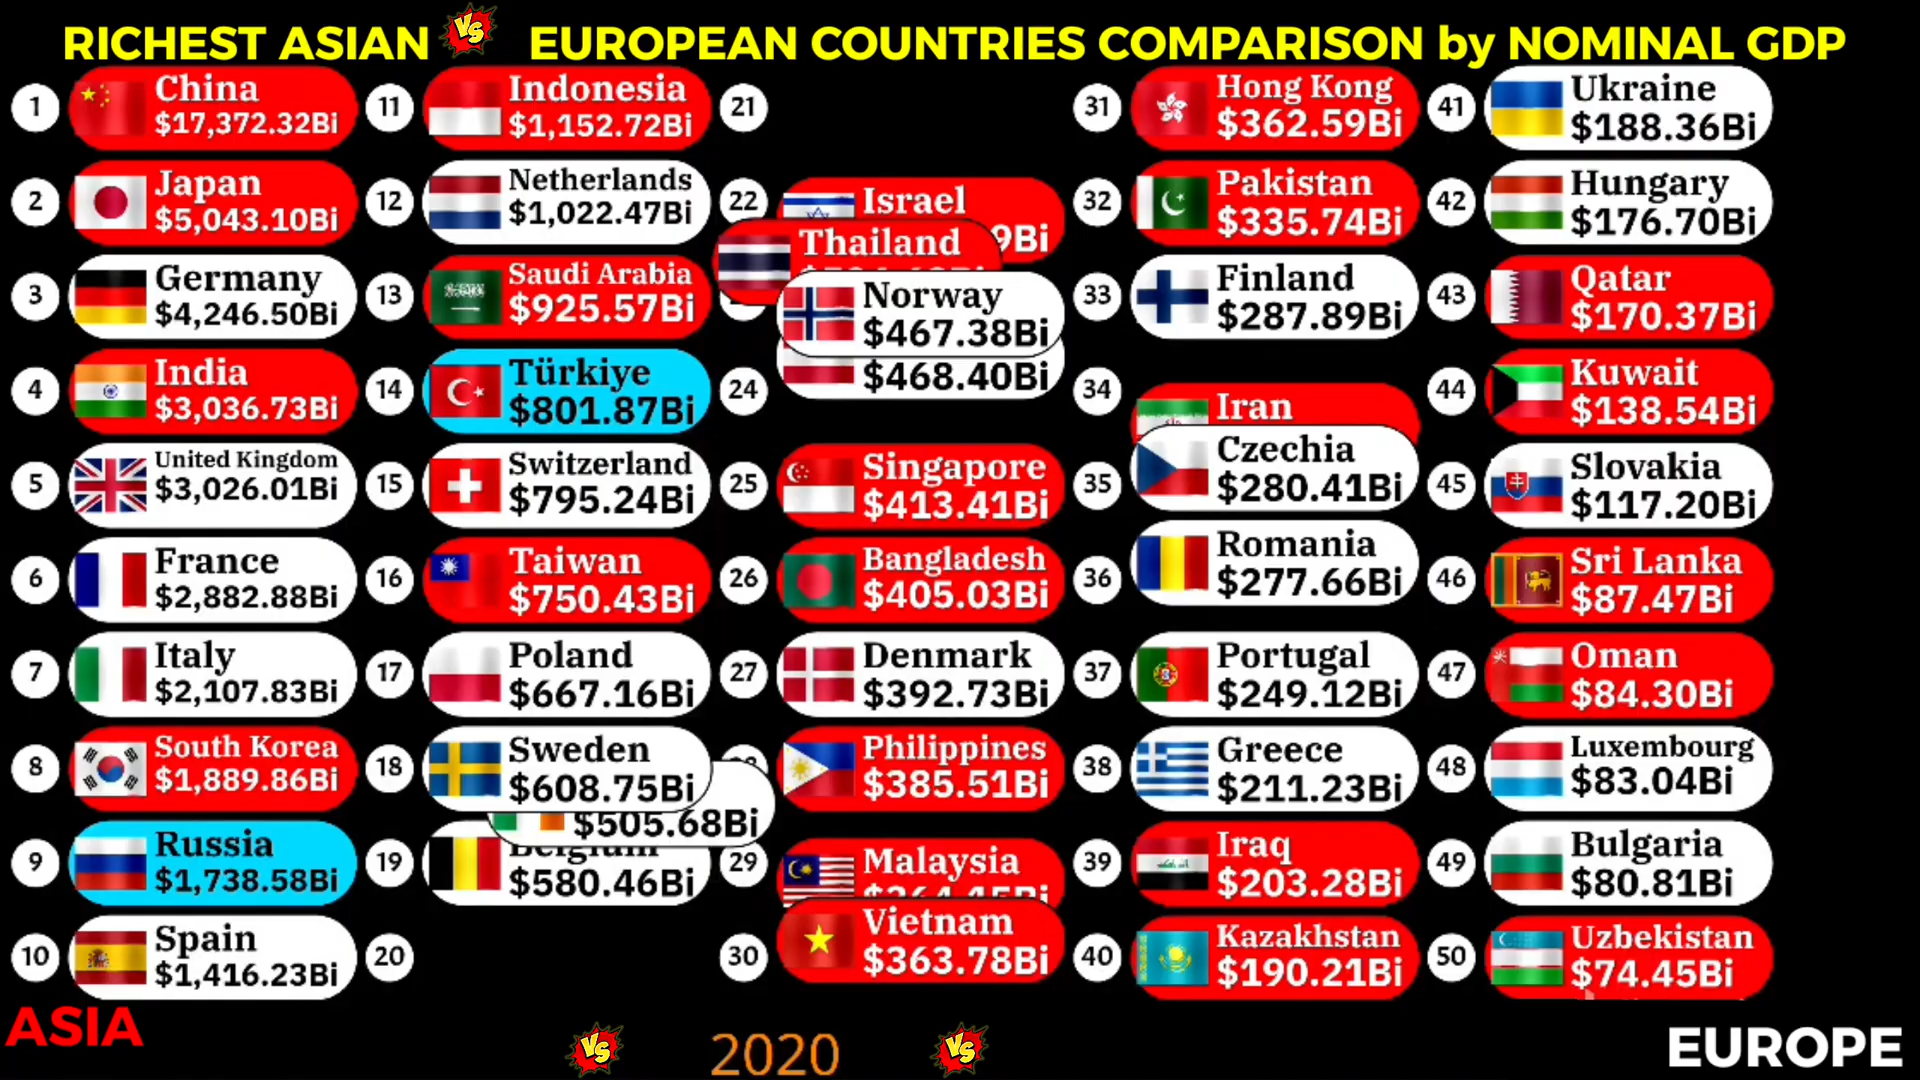 RICHEST ASIAN VS EUROPEAN COUNTRIES COMPARISON by NOMINAL GDP
1
China
$17,372.32Bi
2
Japan
$5,043.10Bi
3
Germany
$4,246.50Bi
4
India
$3,036.73Bi
5
United Kingdom
$3,026.01Bi
6
France
$2,882.88Bi
7
Italy
$2,107.83Bi
8
South Korea
$1,889.86Bi
9
Russia
$1,738.58Bi
10
Spain
$1,416.23Bi
11
Indonesia
$1,152.72Bi
12
Netherlands
$1,022.47Bi
13
Saudi Arabia
$925.57Bi
14
Türkiye
$801.87Bi
15
Switzerland
$795.24Bi
16
Taiwan
$750.43Bi
17
Poland
$667.16Bi
18
Sweden
$608.75Bi
$505.68Bi
19
Belgium
$580.46Bi
20
21
22
Israel
9Bi
Thailand
Norway
$467.38Bi
24
$468.40Bi
25
Singapore
$413.41Bi
26
Bangladesh
$405.03Bi
27
Denmark
$392.73Bi
Philippines
$385.51Bi
29
Malaysia
30
Vietnam
$363.78Bi
31
Hong Kong
$362.59Bi
32
Pakistan
$335.74Bi
33
Finland
$287.89Bi
34
Iran
35
Czechia
$280.41Bi
36
Romania
$277.66Bi
37
Portugal
$249.12Bi
38
Greece
$211.23Bi
39
Iraq
$203.28Bi
40
Kazakhstan
$190.21Bi
41
Ukraine
$188.36Bi
42
Hungary
$176.70Bi
43
Qatar
$170.37Bi
44
Kuwait
$138.54Bi
45
Slovakia
$117.20Bi
46
Sri Lanka
$87.47Bi
47
Oman
$84.30Bi
48
Luxembourg
$83.04Bi
49
Bulgaria
$80.81Bi
50
Uzbekistan
$74.45Bi
ASIA
VS
2020
VS
EUROPE